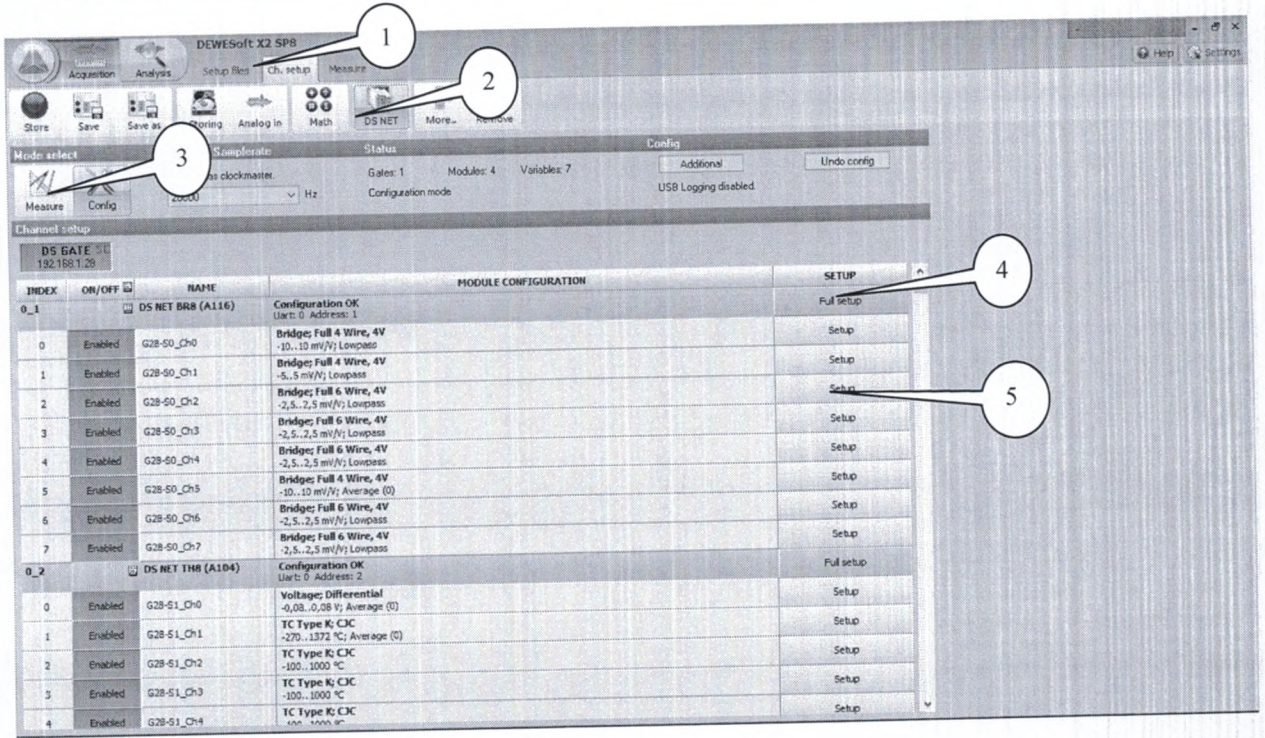 DEWESoft X2 SP8
1
Acquisition Analysis Setup files Ch. setup Measure
Help Settings
2
Store Save Save as Storing Analog in Math DS NET More... Remove
3
Mode select Samplerate Status Config
as clockmaster. Gates: 1 Modules: 4 Variables: 7 Additional Undo config
20000 Hz Configuration mode USB Logging disabled.
Measure Config
Channel setup
DS GATE
192.168.1.28
4
INDEX ON/OFF NAME MODULE CONFIGURATION SETUP
0_1 DS NET BR8 (A116) Configuration OK Full setup
Uart: 0 Address: 1
0 Enabled G28-S0_Ch0 Bridge; Full 4 Wire, 4V Setup
-10..10 mV/V; Lowpass
1 Enabled G28-S0_Ch1 Bridge; Full 4 Wire, 4V Setup
-5..5 mV/V; Lowpass
2 Enabled G28-S0_Ch2 Bridge; Full 6 Wire, 4V Setup
-2,5..2,5 mV/V; Lowpass
5
3 Enabled G28-S0_Ch3 Bridge; Full 6 Wire, 4V Setup
-2,5..2,5 mV/V; Lowpass
4 Enabled G28-S0_Ch4 Bridge; Full 6 Wire, 4V Setup
-2,5..2,5 mV/V; Lowpass
5 Enabled G28-S0_Ch5 Bridge; Full 4 Wire, 4V Setup
-10..10 mV/V; Average (0)
6 Enabled G28-S0_Ch6 Bridge; Full 6 Wire, 4V Setup
-2,5..2,5 mV/V; Lowpass
7 Enabled G28-S0_Ch7 Bridge; Full 6 Wire, 4V Setup
-2,5..2,5 mV/V; Lowpass
0_2 DS NET TH8 (A104) Configuration OK Full setup
Uart: 0 Address: 2
0 Enabled G28-S1_Ch0 Voltage; Differential Setup
-0,08..0,08 V; Average (0)
1 Enabled G28-S1_Ch1 TC Type K; CJC Setup
-270..1372 °C; Average (0)
2 Enabled G28-S1_Ch2 TC Type K; CJC Setup
-100..1000 °C
3 Enabled G28-S1_Ch3 TC Type K; CJC Setup
-100..1000 °C
4 Enabled G28-S1_Ch4 TC Type K; CJC Setup
-100..1000 °C